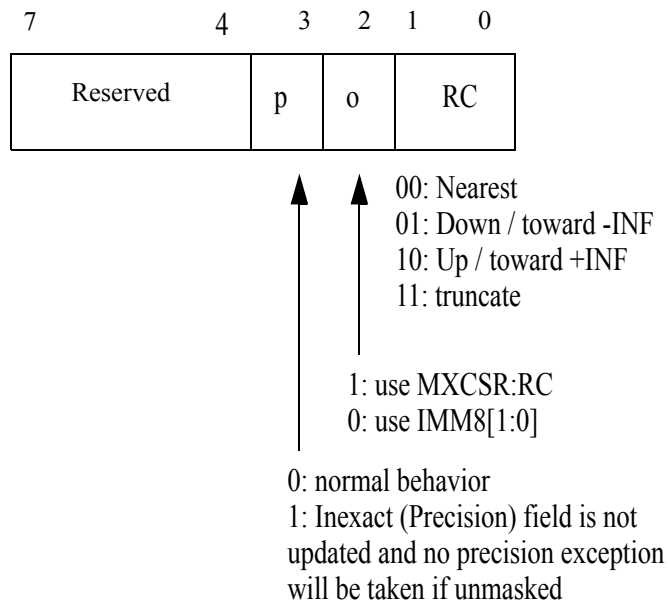 7 4 3 2 1 0
Reserved p o RC
00: Nearest
01: Down / toward -INF
10: Up / toward +INF
11: truncate
1: use MXCSR:RC
0: use IMM8[1:0]
0: normal behavior
1: Inexact (Precision) field is not
updated and no precision exception
will be taken if unmasked